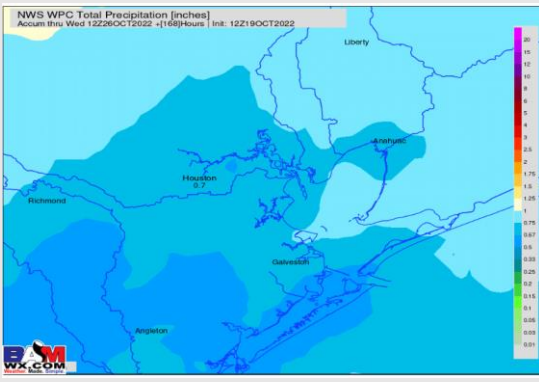 NWS WPC Total Precipitation [inches]
Accum thru Wed 12Z26OCT2022 +[168]Hours | Init: 12Z19OCT2022
Liberty
Anahuac
Houston
0.7
Richmond
Galveston
Angleton
20
15
12
10
8
6
5
4
3
2.5
2
1.75
1.5
1.25
1
0.75
0.67
0.5
0.35
0.25
0.2
0.15
0.1
0.05
0.03
0.01
BAM
WX.COM
Weather. Made. Simple.